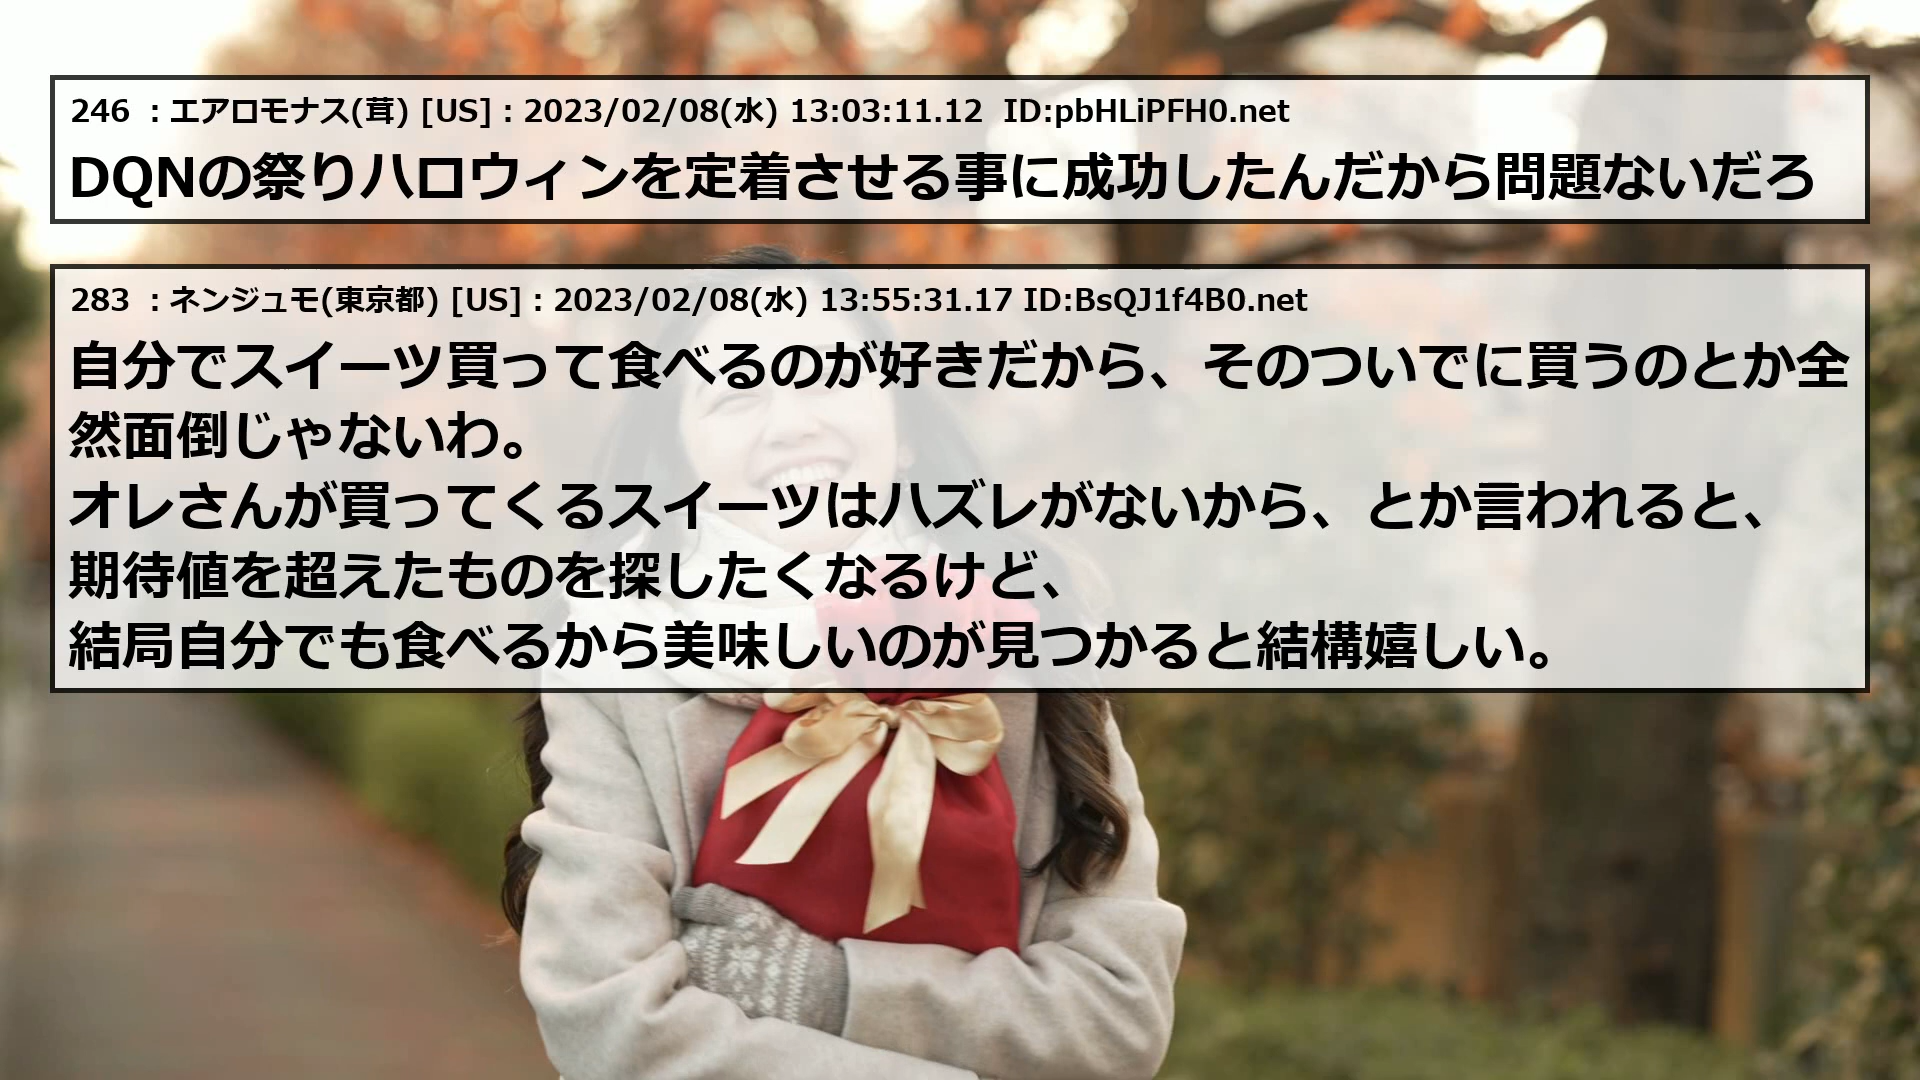 246 ：エアロモナス(茸) [US]：2023/02/08(水) 13:03:11.12 ID:pbHLiPFH0.net
DQNの祭りハロウィンを定着させる事に成功したんだから問題ないだろ
283 ：ネンジュモ(東京都) [US]：2023/02/08(水) 13:55:31.17 ID:BsQJ1f4B0.net
自分でスイーツ買って食べるのが好きだから、そのついでに買うのとか全
然面倒じゃないわ。
オレさんが買ってくるスイーツはハズレがないから、とか言われると、
期待値を超えたものを探したくなるけど、
結局自分でも食べるから美味しいのが見つかると結構嬉しい。